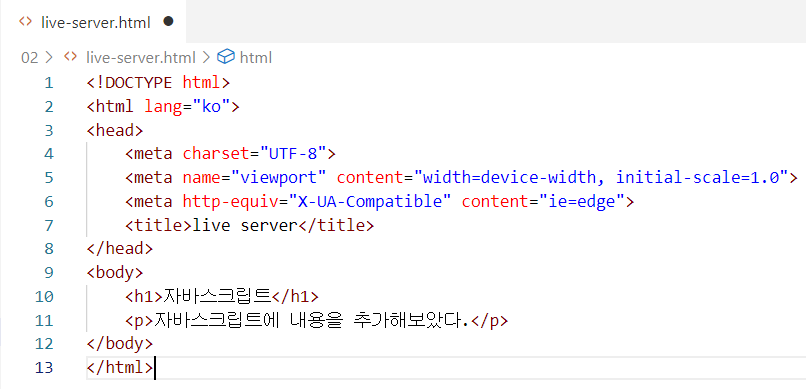 <> live-server.html ●
02 > <> live-server.html > html
1 <!DOCTYPE html>
2 <html lang="ko">
3 <head>
4     <meta charset="UTF-8">
5     <meta name="viewport" content="width=device-width, initial-scale=1.0">
6     <meta http-equiv="X-UA-Compatible" content="ie=edge">
7     <title>live server</title>
8 </head>
9 <body>
10     <h1>자바스크립트</h1>
11     <p>자바스크립트에 내용을 추가해보았다.</p>
12 </body>
13 </html>